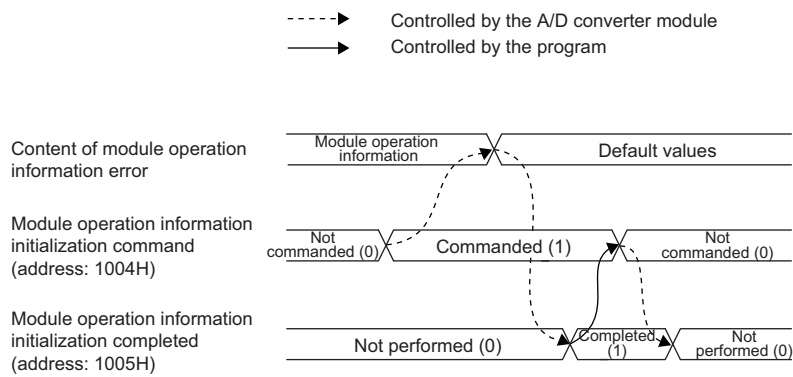 Controlled by the A/D converter module
Controlled by the program
Content of module operation
information error
Module operation
information
Default values
Module operation information
initialization command
(address: 1004H)
Not
commanded (0)
Commanded (1)
Not
commanded (0)
Module operation information
initialization completed
(address: 1005H)
Not performed (0)
Completed
(1)
Not
performed (0)